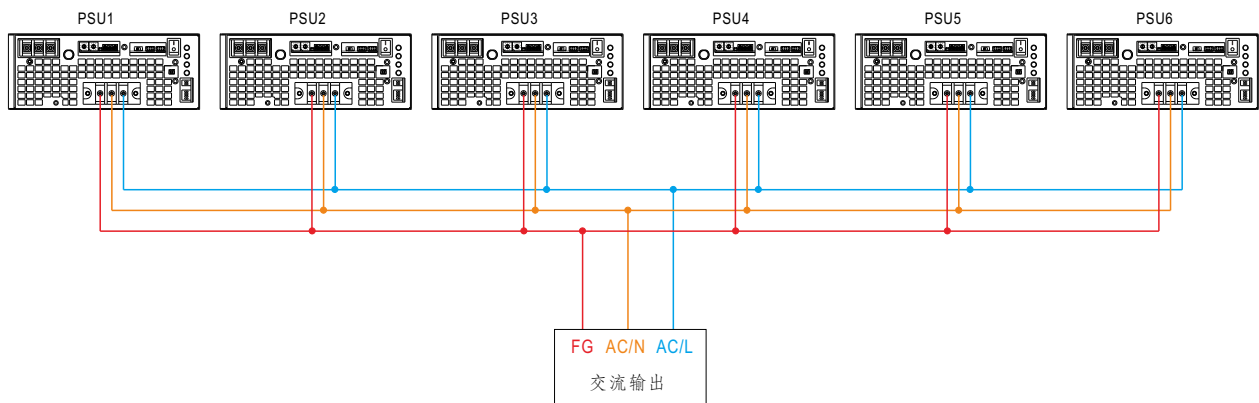 PSU1 PSU2 PSU3 PSU4 PSU5 PSU6
FG AC/N AC/L
交流输出